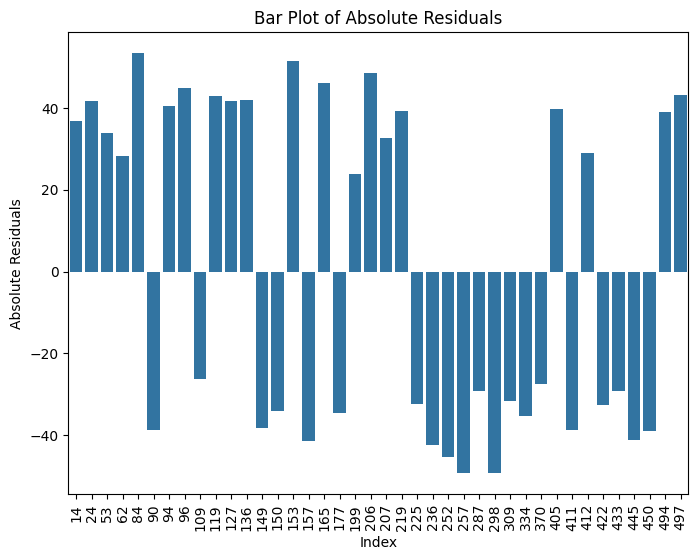 Bar Plot of Absolute Residuals
Absolute Residuals
40
20
0
−20
−40
14 24 53 62 84 90 94 96 109 119 127 136 149 150 153 157 165 177 199 206 207 219 225 236 252 257 287 298 309 334 370 405 411 412 422 433 445 450 494 497
Index